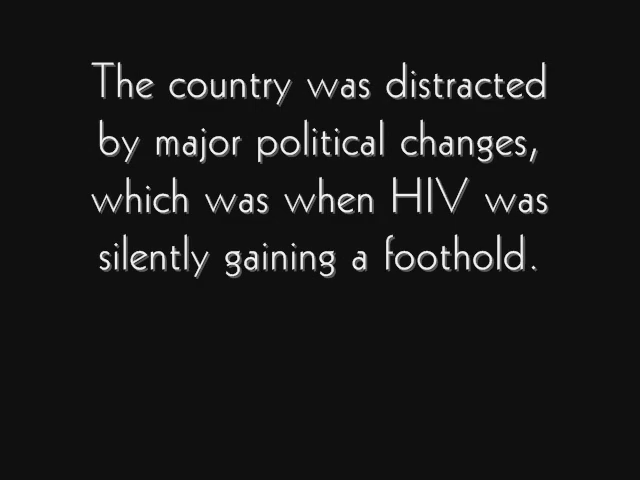 The country was distracted
by major political changes,
which was when HIV was
silently gaining a foothold.